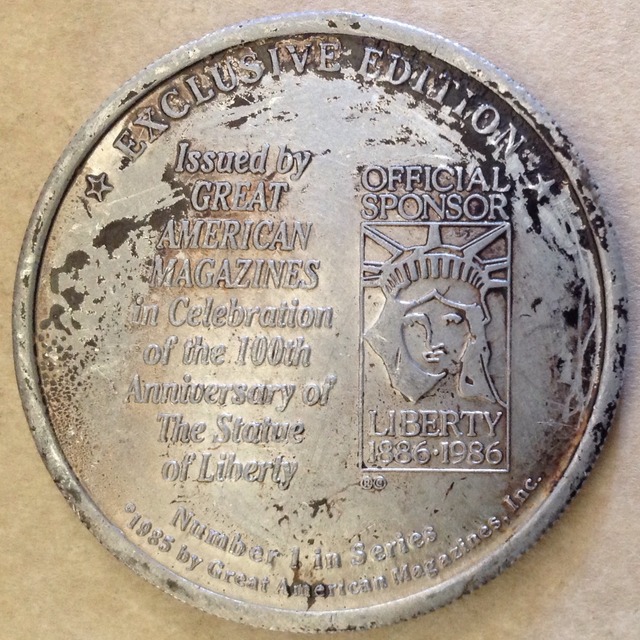 EXCLUSIVE EDITION
Issued by
GREAT
AMERICAN
MAGAZINES
in Celebration
of the 100th
Anniversary of
The Statue
of Liberty
OFFICIAL
SPONSOR
LIBERTY
1886·1986
®©
Number 1 in Series
©1985 by Great American Magazines, Inc.